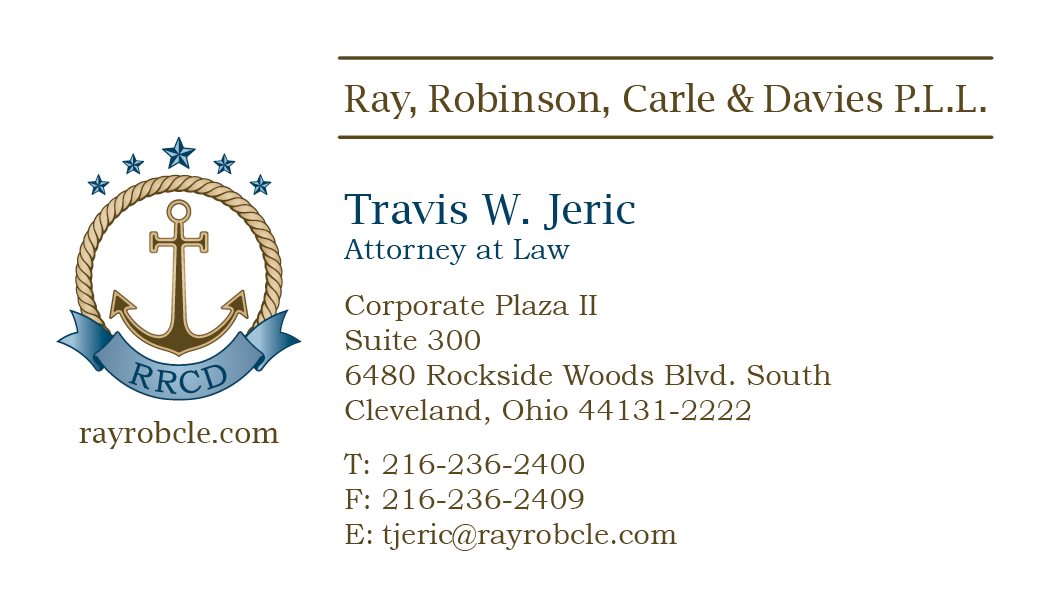 Ray, Robinson, Carle & Davies P.L.L.
RRCD
rayrobcle.com
Travis W. Jeric
Attorney at Law
Corporate Plaza II
Suite 300
6480 Rockside Woods Blvd. South
Cleveland, Ohio 44131-2222
T: 216-236-2400
F: 216-236-2409
E: tjeric@rayrobcle.com